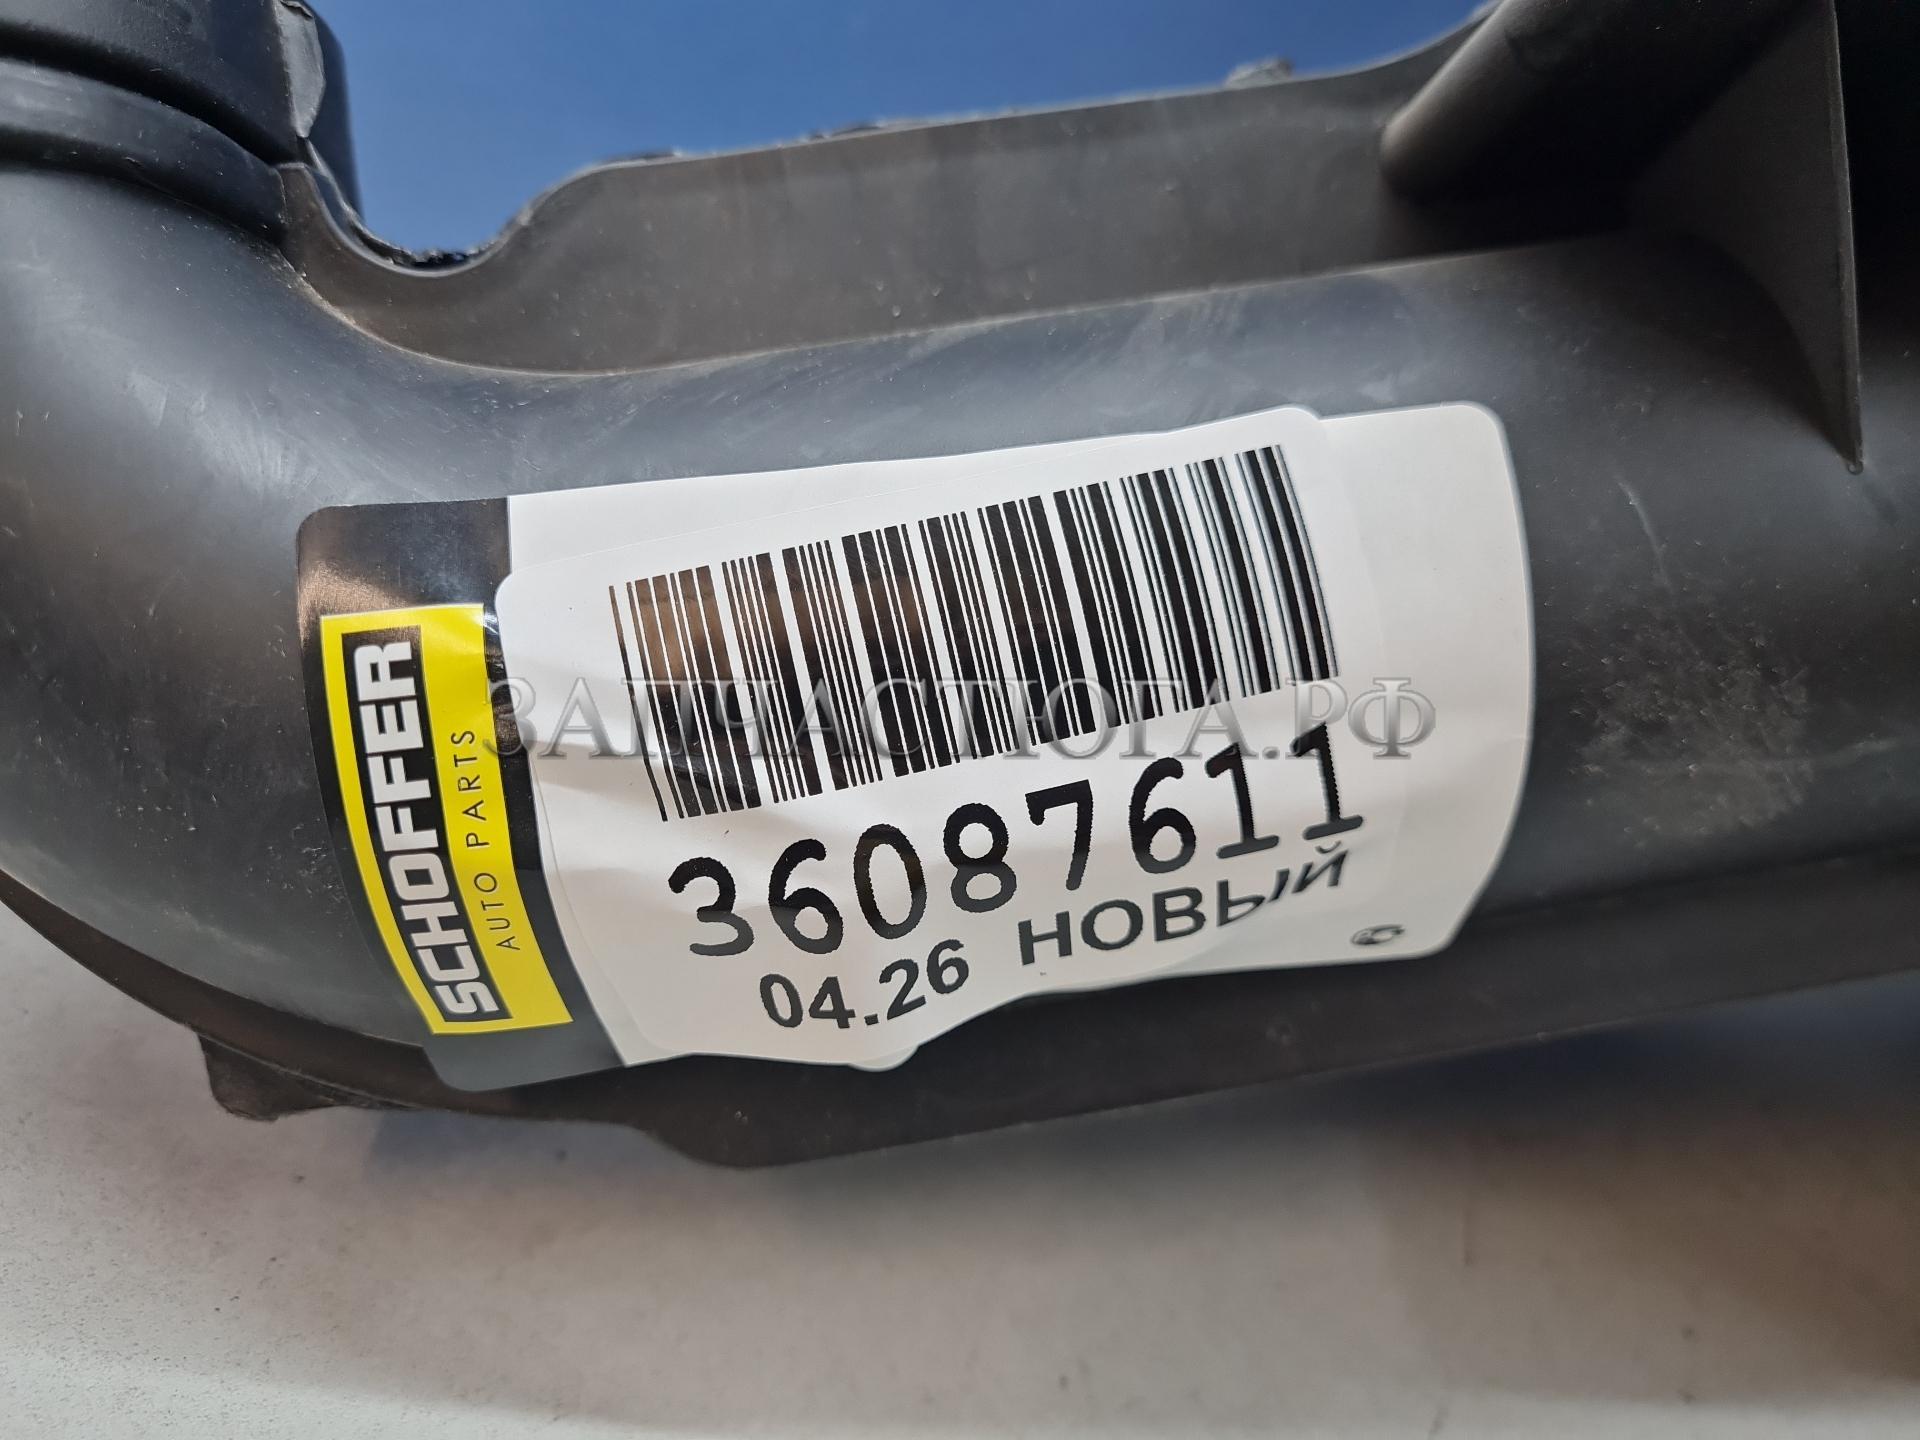 SCHOFFER
AUTO PARTS
ЗАПЧАСТЮГА.РФ
36087611
04.26 НОВЫЙ